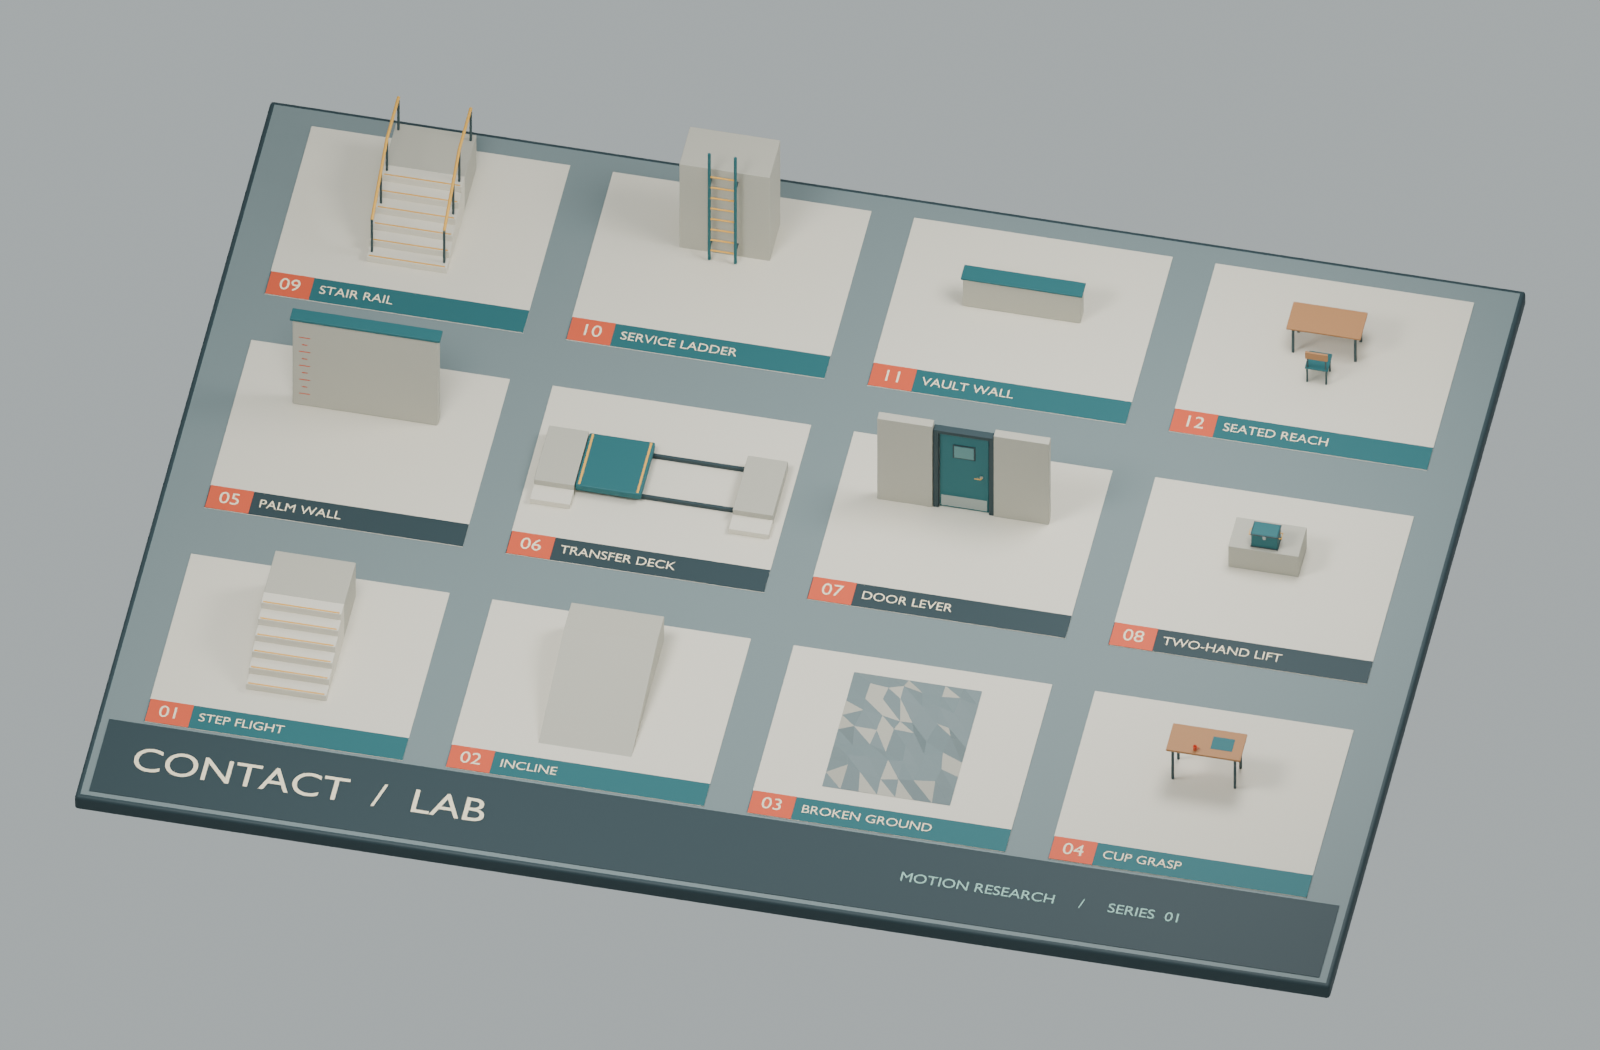 09 STAIR RAIL
10 SERVICE LADDER
11 VAULT WALL
12 SEATED REACH
05 PALM WALL
06 TRANSFER DECK
07 DOOR LEVER
08 TWO-HAND LIFT
01 STEP FLIGHT
02 INCLINE
03 BROKEN GROUND
04 CUP GRASP
CONTACT / LAB
MOTION RESEARCH / SERIES 01